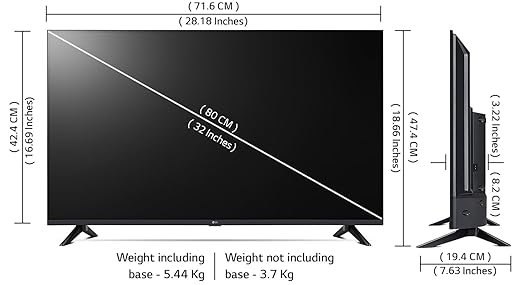 ( 71.6 CM )
( 28.18 Inches)
( 42.4 CM )
( 16.69 Inches)
( 80 CM )
( 32 Inches)
( 18.66 Inches)
( 47.4 CM )
( 3.22 Inches)
( 8.2 CM )
LG
Weight including
base - 5.44 Kg
Weight not including
base - 3.7 Kg
( 19.4 CM )
( 7.63 Inches)